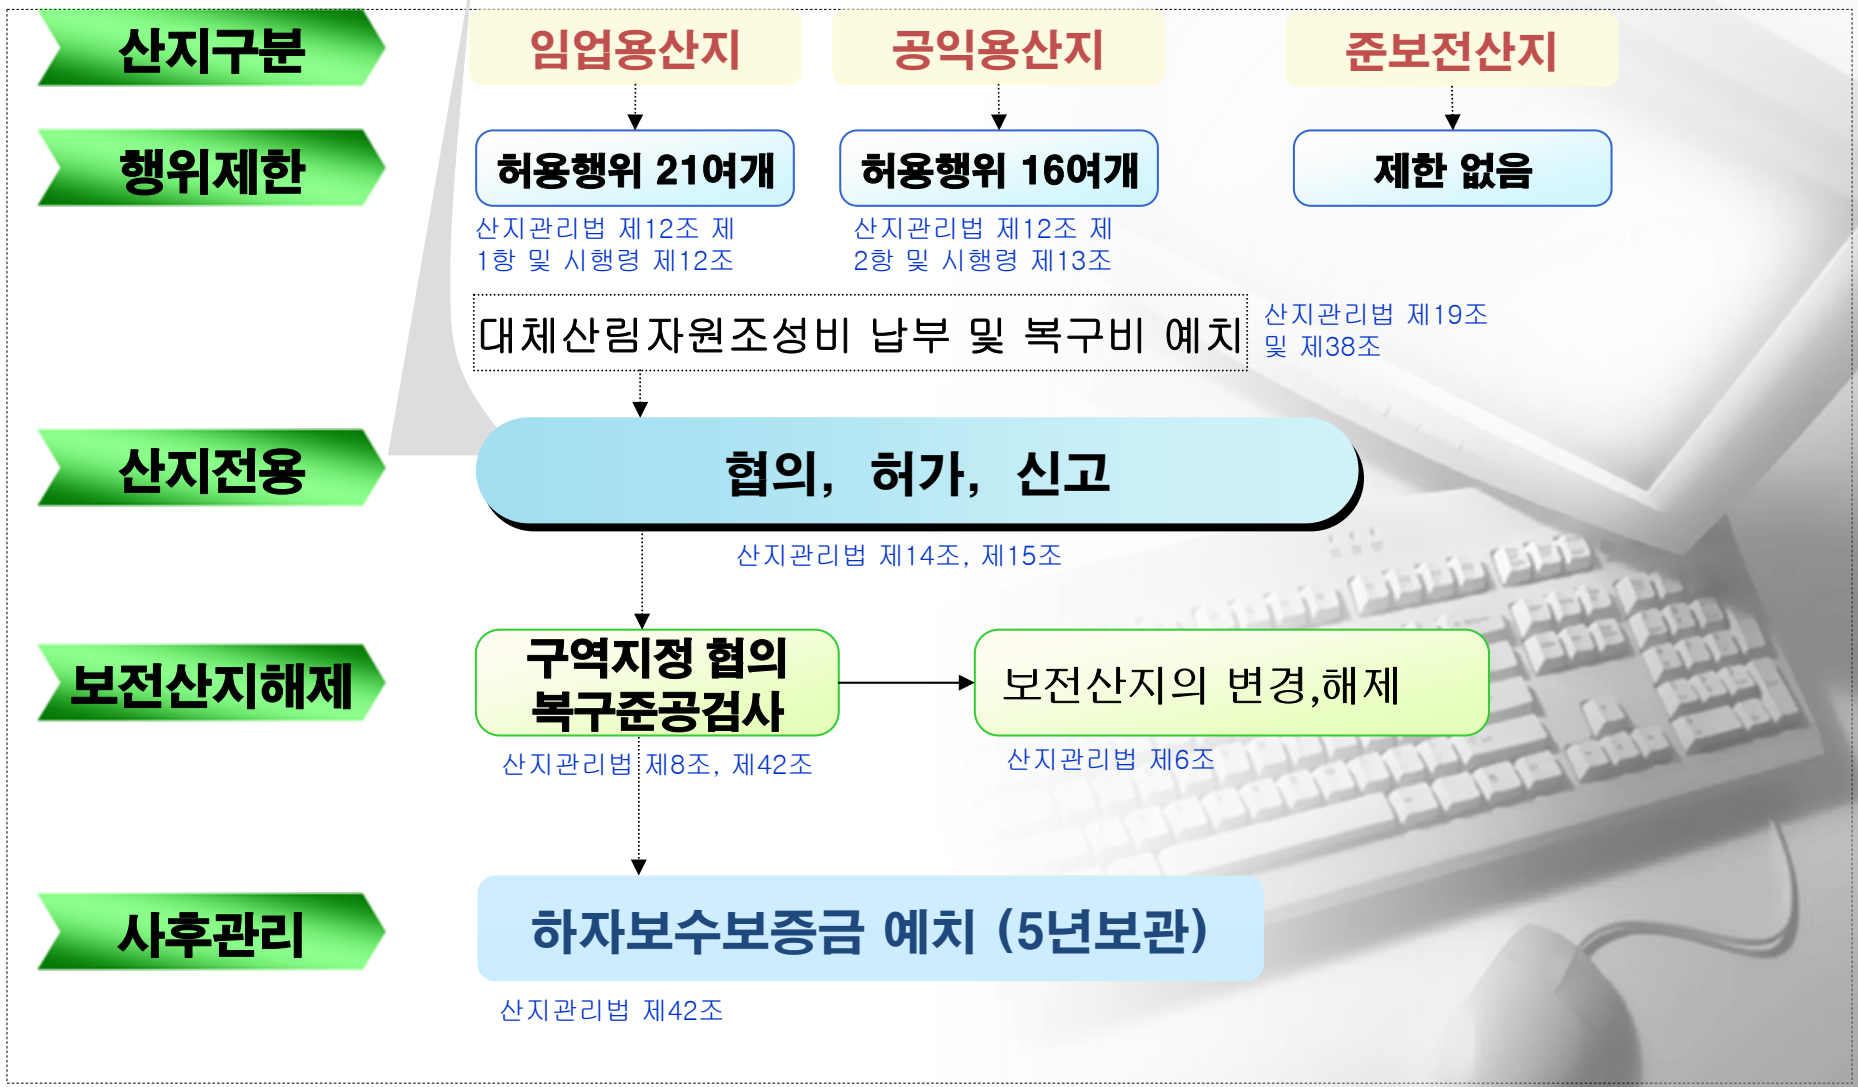 산지구분
임업용산지
공익용산지
준보전산지
행위제한
허용행위 21여개
허용행위 16여개
제한 없음
산지관리법 제12조 제
1항 및 시행령 제12조
산지관리법 제12조 제
2항 및 시행령 제13조
대체산림자원조성비 납부 및 복구비 예치
산지관리법 제19조
및 제38조
산지전용
협의, 허가, 신고
산지관리법 제14조, 제15조
보전산지해제
구역지정 협의
복구준공검사
보전산지의 변경,해제
산지관리법 제8조, 제42조
산지관리법 제6조
사후관리
하자보수보증금 예치 (5년보관)
산지관리법 제42조